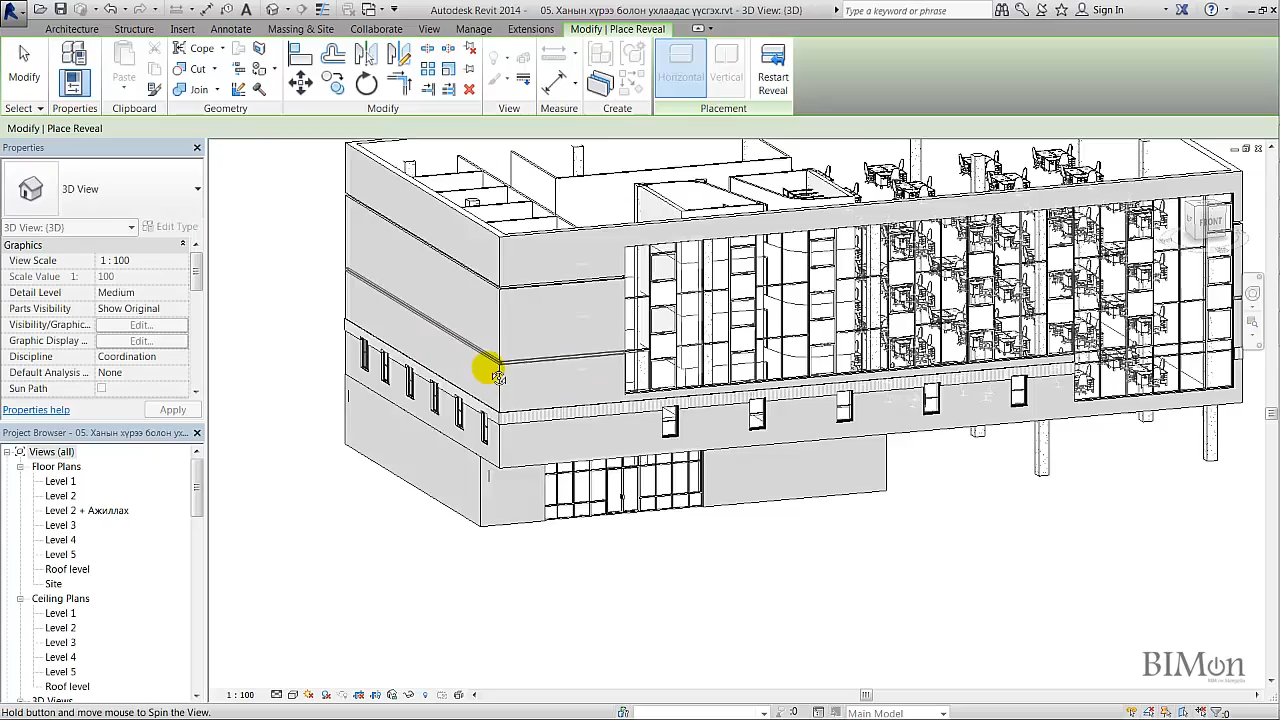 Autodesk Revit 2014 - 05. Ханын хүрээ болон ухлаадас үүсгэх.rvt - 3D View: {3D}
Type a keyword or phrase
Sign In
Architecture Structure Insert Annotate Analyze Massing & Site Collaborate View Manage Extensions Modify | Place Reveal
Cope
Cut
Join
Modify
Paste
Horizontal Vertical
Restart
Reveal
Select Properties Clipboard Geometry Modify View Measure Create Placement
Modify | Place Reveal
Properties
3D View
3D View: {3D} Edit Type
Graphics
View Scale 1 : 100
Scale Value 1: 100
Detail Level Medium
Parts Visibility Show Original
Visibility/Graphic... Edit...
Graphic Display ... Edit...
Discipline Coordination
Default Analysis ... None
Sun Path
Properties help Apply
Project Browser - 05. Ханын хүрээ болон ух...
Views (all)
Floor Plans
Level 1
Level 2
Level 2 + Ажиллах
Level 3
Level 4
Level 5
Roof level
Site
Ceiling Plans
Level 1
Level 2
Level 3
Level 4
Level 5
Roof level
3D Views
FRONT
BIMon
1 : 100
Hold button and move mouse to Spin the View.
:0
Main Model
:0